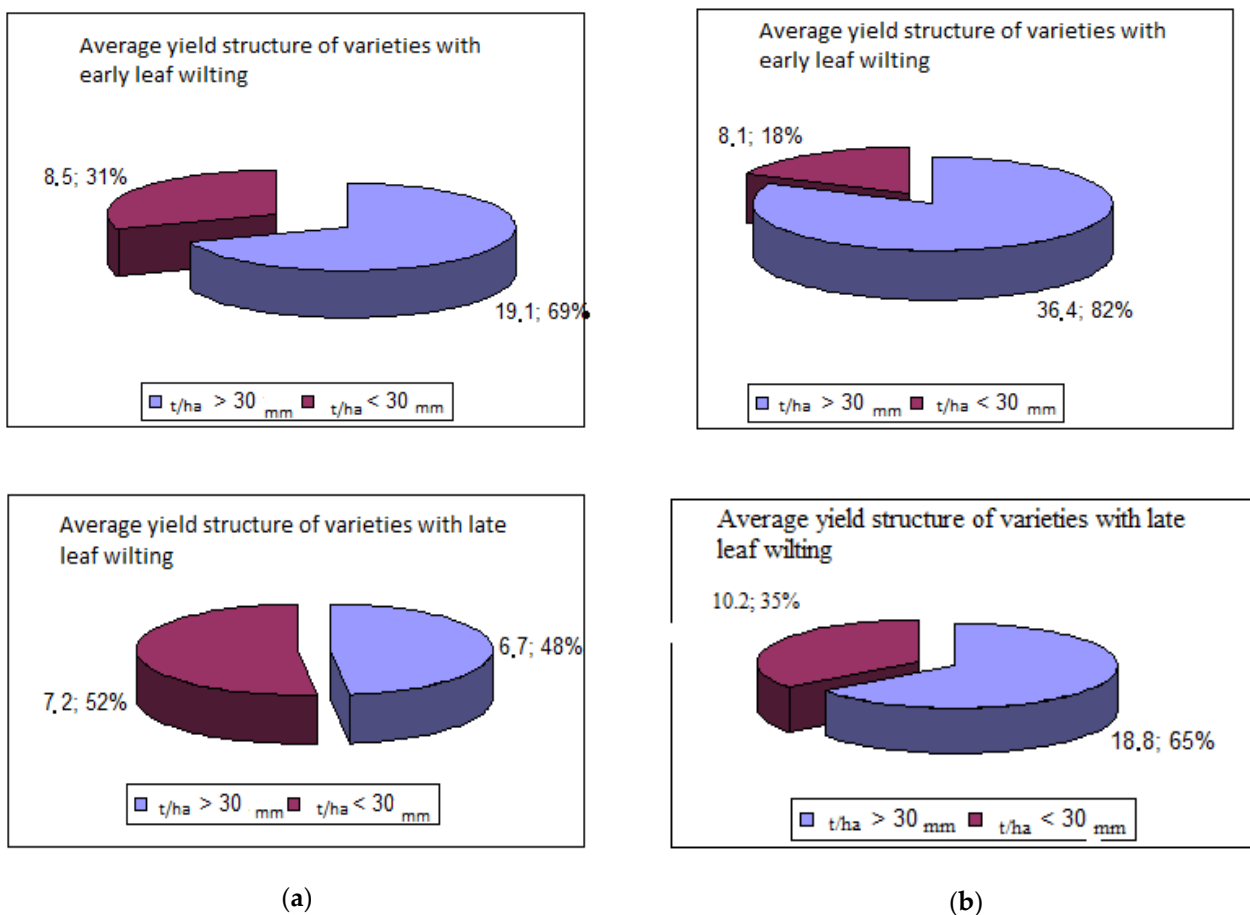 Average yield structure of varieties with
early leaf wilting
8.5; 31%
19.1; 69%
t/ha > 30 mm t/ha < 30 mm
Average yield structure of varieties with
early leaf wilting
8.1; 18%
36.4; 82%
t/ha > 30 mm t/ha < 30 mm
Average yield structure of varieties with late
leaf wilting
6.7; 48%
7.2; 52%
t/ha > 30 mm t/ha < 30 mm
Average yield structure of varieties with late
leaf wilting
10.2; 35%
18.8; 65%
t/ha > 30 mm t/ha < 30 mm
(a)
(b)